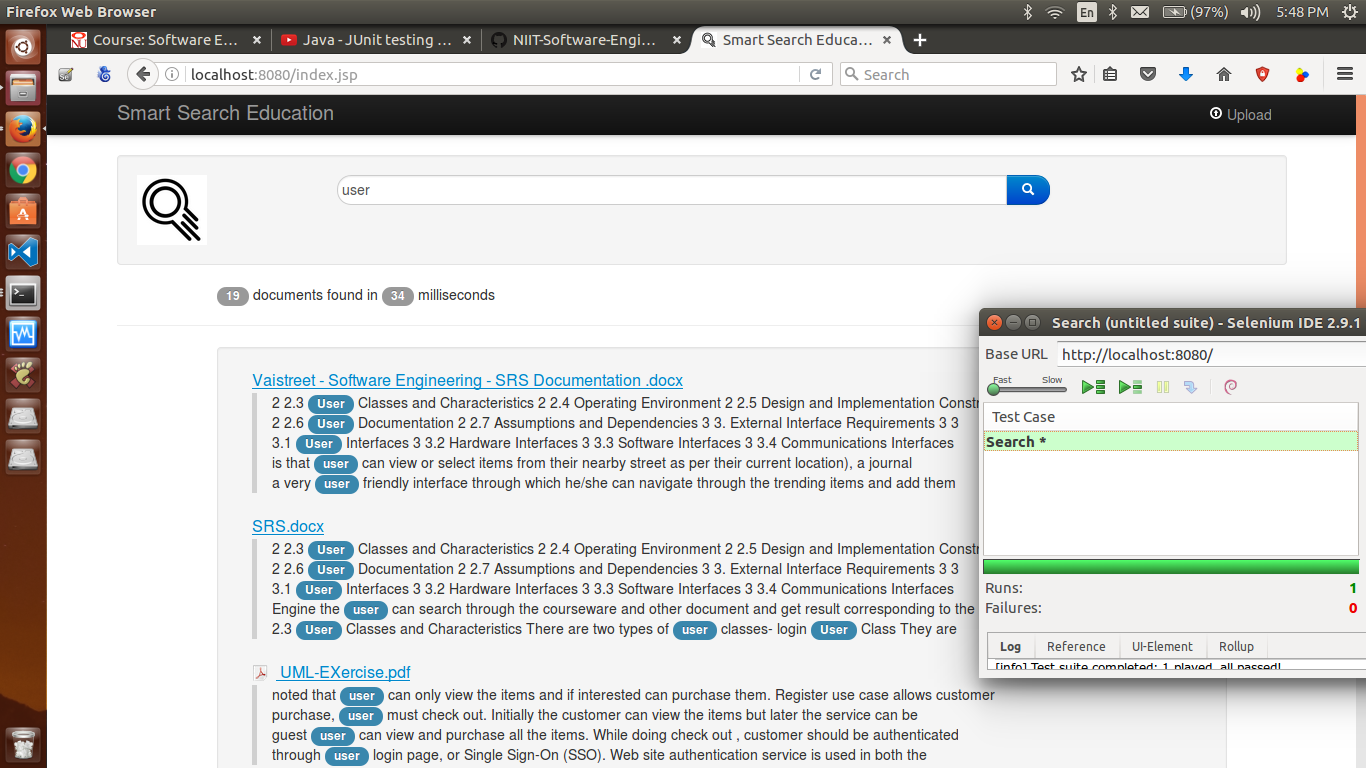 Firefox Web Browser
En
(97%)
5:48 PM
Course: Software E...
Java - JUnit testing ...
NIIT-Software-Engi...
Smart Search Educa...
localhost:8080/index.jsp
Search
Smart Search Education
Upload
user
19 documents found in 34 milliseconds
Vaistreet - Software Engineering - SRS Documentation .docx
2 2.3 User Classes and Characteristics 2 2.4 Operating Environment 2 2.5 Design and Implementation Constr
2 2.6 User Documentation 2 2.7 Assumptions and Dependencies 3 3. External Interface Requirements 3 3
3.1 User Interfaces 3 3.2 Hardware Interfaces 3 3.3 Software Interfaces 3 3.4 Communications Interfaces
is that user can view or select items from their nearby street as per their current location), a journal
a very user friendly interface through which he/she can navigate through the trending items and add them
SRS.docx
2 2.3 User Classes and Characteristics 2 2.4 Operating Environment 2 2.5 Design and Implementation Constr
2 2.6 User Documentation 2 2.7 Assumptions and Dependencies 3 3. External Interface Requirements 3 3
3.1 User Interfaces 3 3.2 Hardware Interfaces 3 3.3 Software Interfaces 3 3.4 Communications Interfaces
Engine the user can search through the courseware and other document and get result corresponding to the
2.3 User Classes and Characteristics There are two types of user classes- login User Class They are
UML-EXercise.pdf
noted that user can only view the items and if interested can purchase them. Register use case allows customer
purchase, user must check out. Initially the customer can view the items but later the service can be
guest user can view and purchase all the items. While doing check out , customer should be authenticated
through user login page, or Single Sign-On (SSO). Web site authentication service is used in both the
Search (untitled suite) - Selenium IDE 2.9.1
Base URL http://localhost:8080/
Fast Slow
Test Case
Search *
Runs: 1
Failures: 0
Log Reference UI-Element Rollup
[info] Test suite completed: 1 played, all passed!